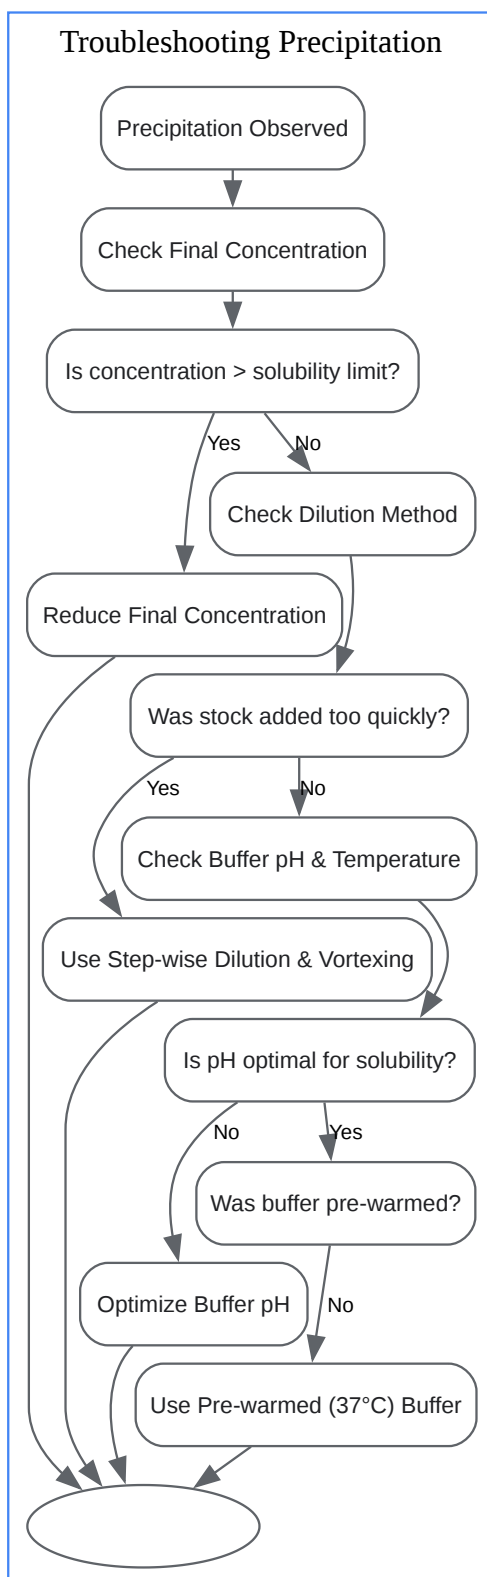 Troubleshooting Precipitation
Precipitation Observed
Check Final Concentration
Is concentration > solubility limit?
Yes
No
Check Dilution Method
Reduce Final Concentration
Was stock added too quickly?
Yes
No
Check Buffer pH & Temperature
Use Step-wise Dilution & Vortexing
Is pH optimal for solubility?
No
Yes
Was buffer pre-warmed?
Optimize Buffer pH
No
Use Pre-warmed (37°C) Buffer